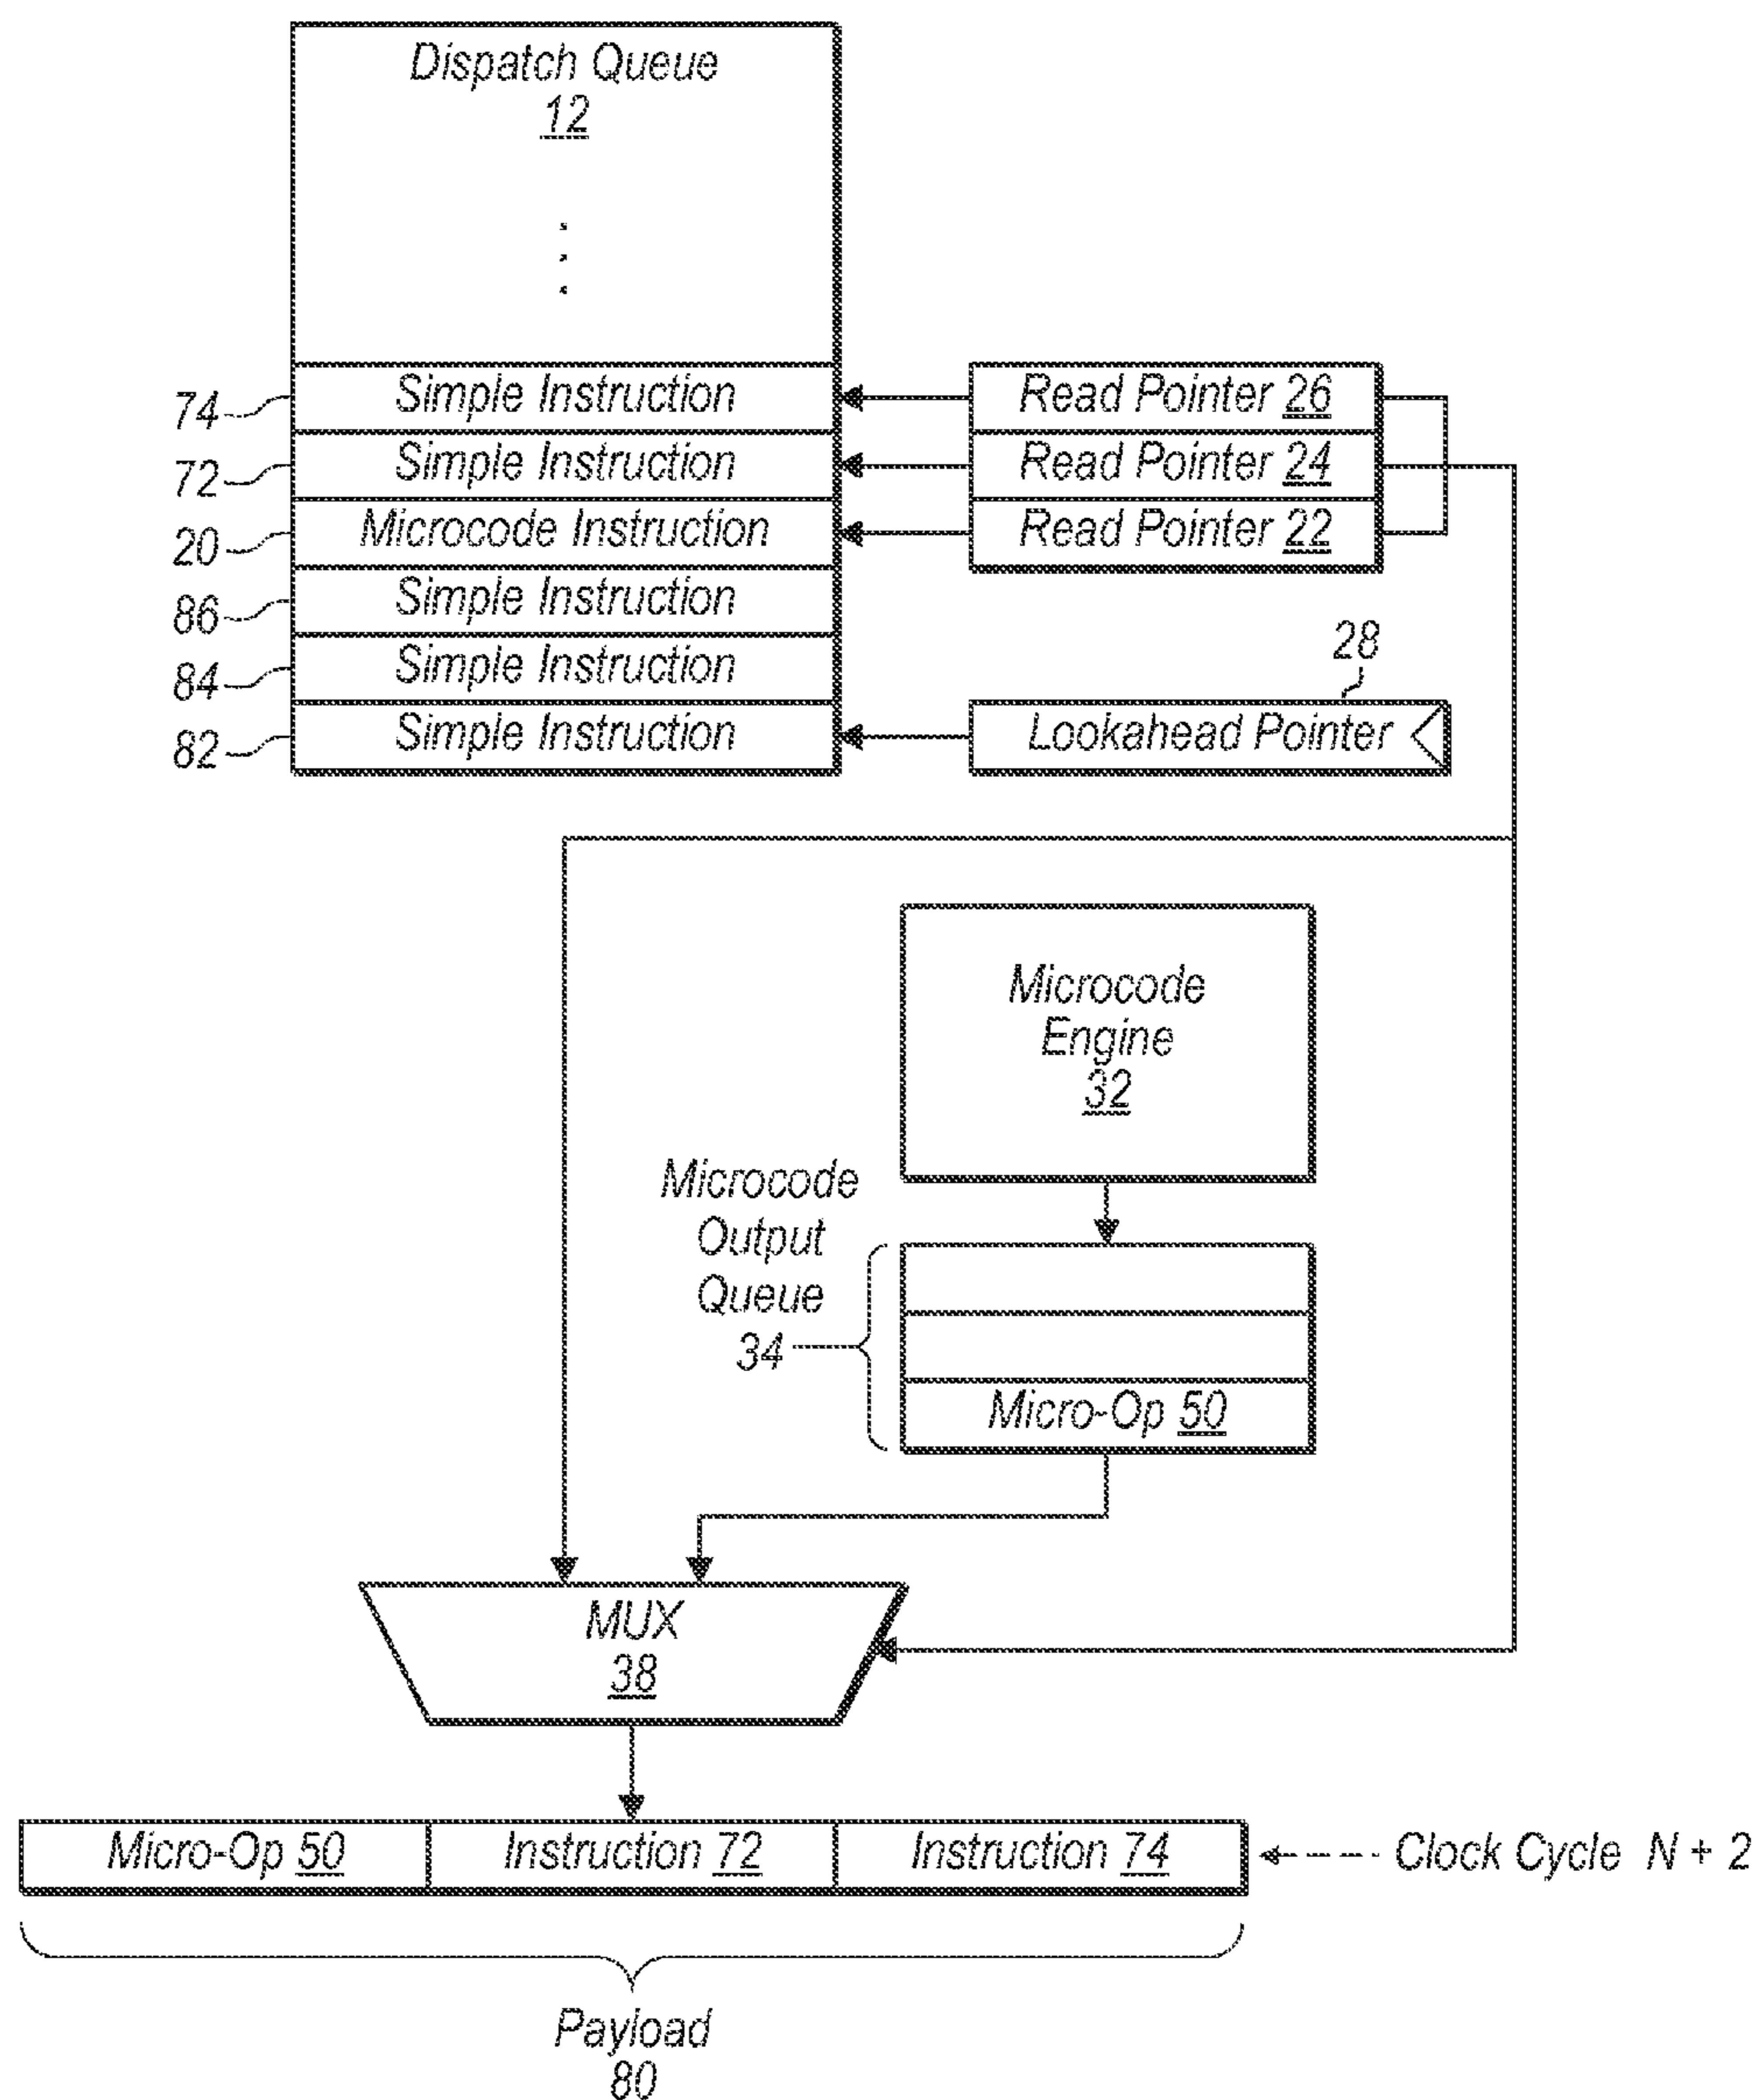 Dispatch Queue
12
74
Simple Instruction
Read Pointer 26
72
Simple Instruction
Read Pointer 24
20
Microcode Instruction
Read Pointer 22
86
Simple Instruction
84
Simple Instruction
28
82
Simple Instruction
Lookahead Pointer
Microcode
Engine
32
Microcode
Output
Queue
34
Micro-Op 50
MUX
38
Micro-Op 50
Instruction 72
Instruction 74
Clock Cycle N + 2
Payload
80